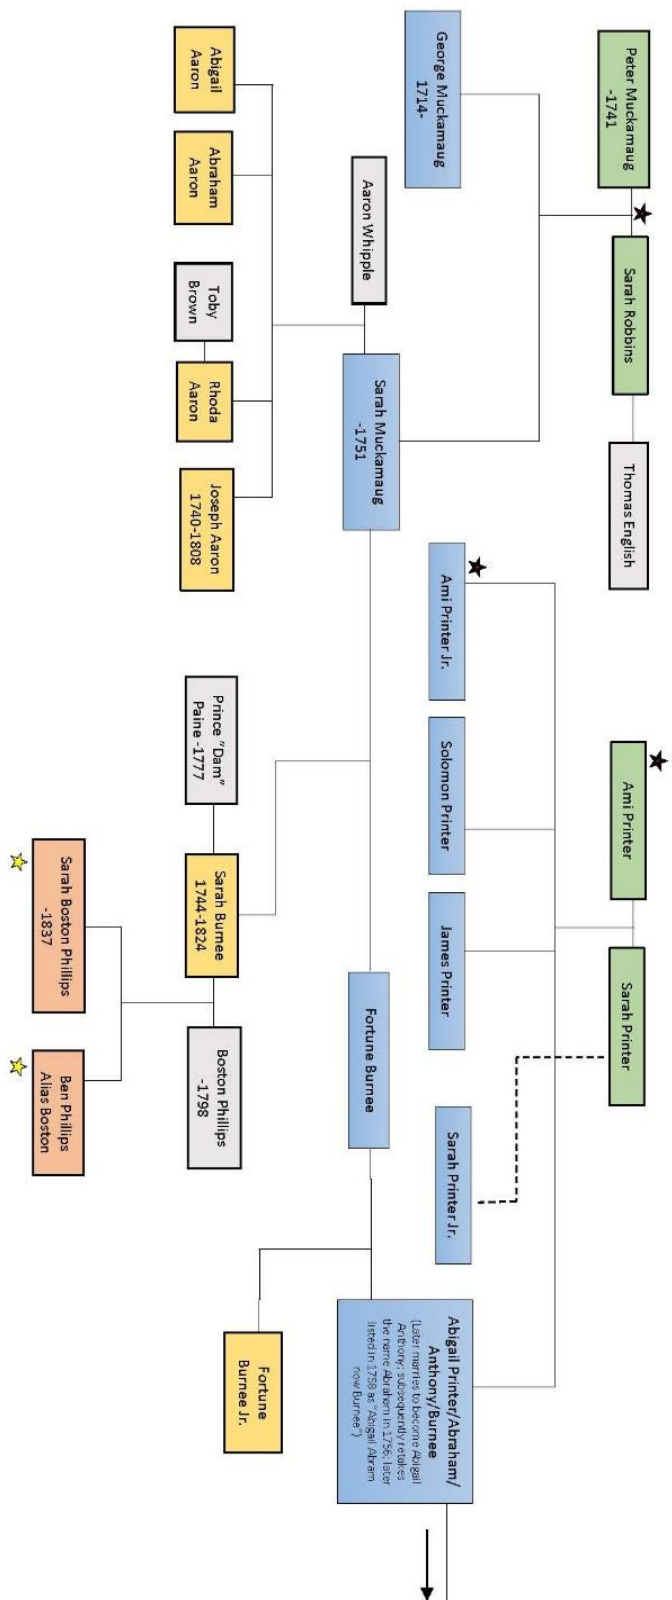 Peter Muckamaug
-1741
Sarah Robbins
Thomas English
Ami Printer
Sarah Printer
George Muckamaug
1714-
Aaron Whipple
Sarah Muckamaug
-1751
Ami Printer Jr.
Solomon Printer
James Printer
Sarah Printer Jr.
Fortune Burnee
Abigail Printer/Abraham/
Anthony/Burnee
(Later marries to become Abigail
Anthony; subsequently retakes
the name Abraham in 1756; later
listed in 1758 as "Abigail Abram
now Burnee")
Abigail
Aaron
Abraham
Aaron
Toby
Brown
Rhoda
Aaron
Joseph Aaron
1740-1808
Prince "Dam"
Paine -1777
Sarah Burnee
1744-1824
Boston Phillips
-1798
Fortune
Burnee Jr.
Sarah Boston Phillips
-1837
Ben Phillips
Alias Boston